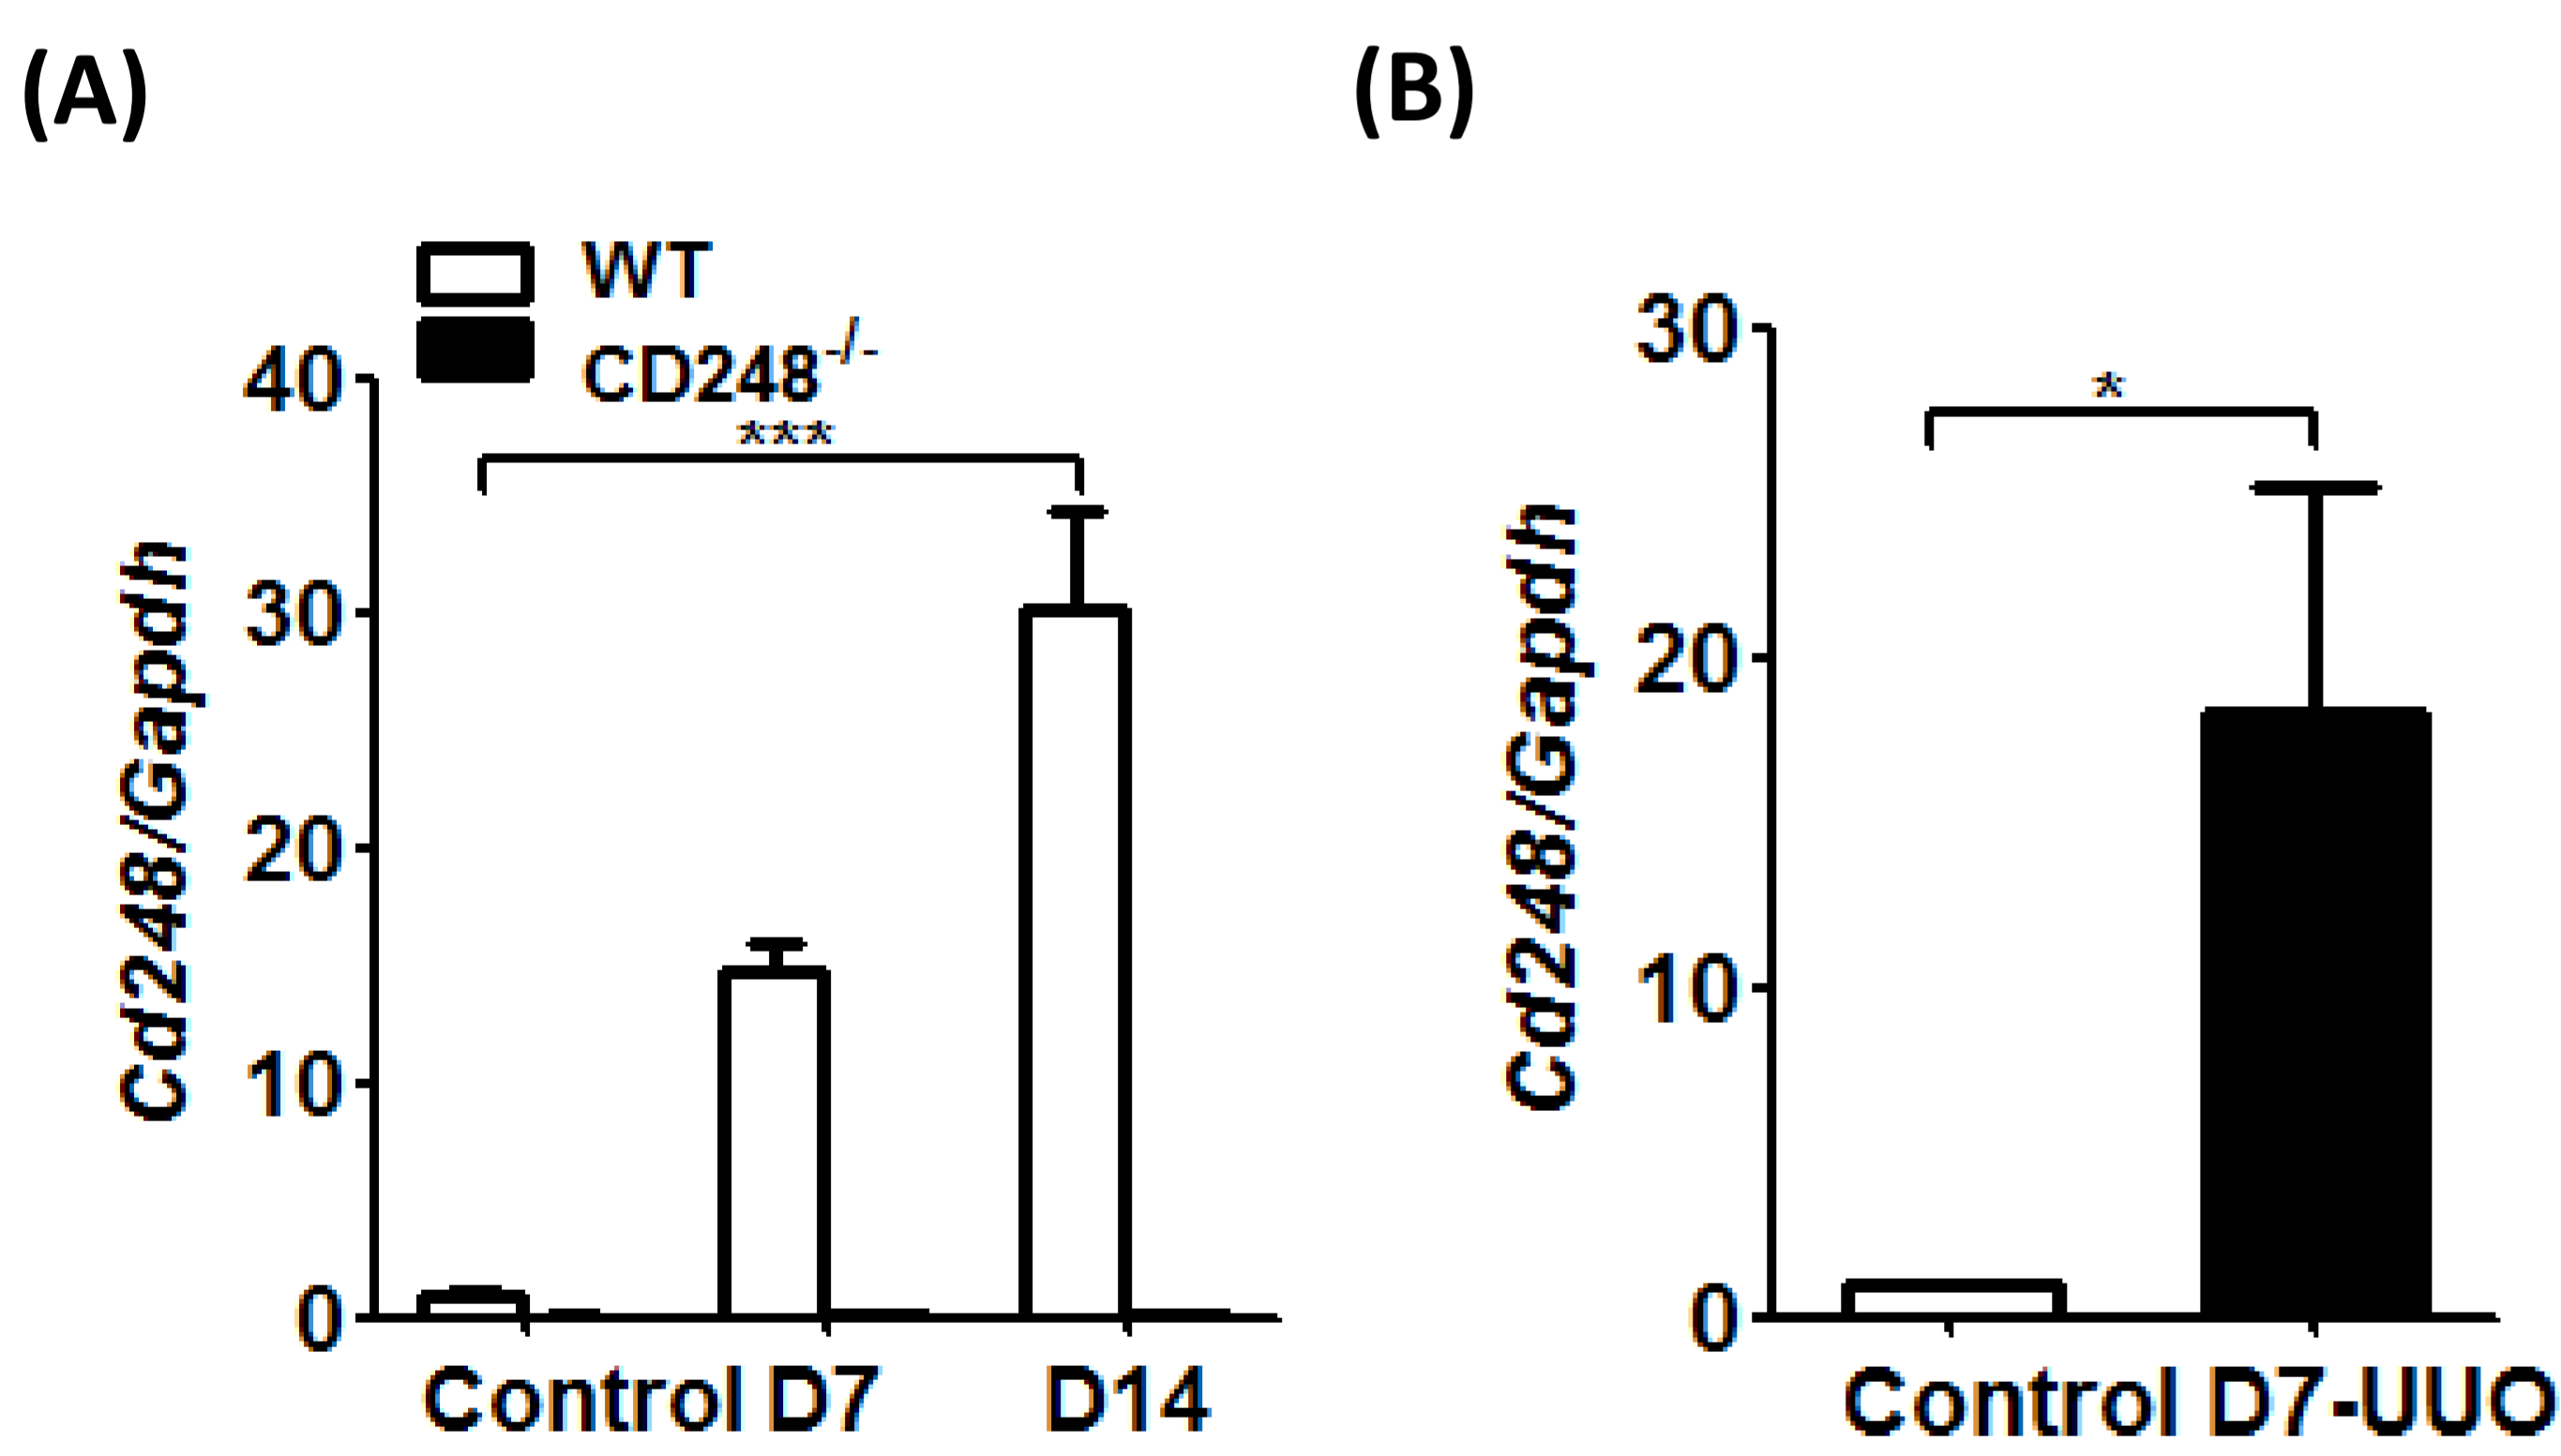 (A)
(B)
WT
CD248-/-
***
*
40
30
20
10
0
Cd248/Gapdh
Control D7 D14
30
20
10
0
Cd248/Gapdh
Control D7-UUO